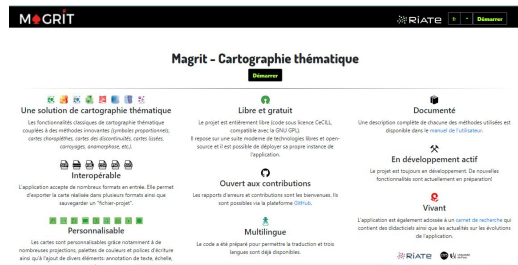 MAGRIT
RIATE
fr
Démarrer
Magrit - Cartographie thématique
Démarrer
Une solution de cartographie thématique
Les fonctionnalités classiques de cartographie thématique
couplées à des méthodes innovantes (symboles proportionnels,
cartes choroplèthes, cartes des discontinuités, cartes lissées,
carroyages, anamorphose, etc.).
Interopérable
L'application accepte de nombreux formats en entrée. Elle permet
d'exporter la carte réalisée dans plusieurs formats ainsi que
sauvegarder un "fichier-projet".
Personnalisable
Les cartes sont personnalisables grâce notamment à de
nombreuses projections, palettes de couleurs et polices d'écriture
ainsi qu'à l'ajout de divers éléments: annotation de texte, échelle,
Libre et gratuit
Le projet est entièrement libre (code sous licence CeCILL,
compatible avec la GNU GPL).
Il repose sur une suite moderne de technologies libres et open-
source et il est possible de déployer sa propre instance de
l'application.
Ouvert aux contributions
Les rapports d'erreurs et contributions sont les bienvenues. Ils
sont possibles via la plateforme GitHub.
Multilingue
Le code a été préparé pour permettre la traduction et trois
langues sont déjà disponibles.
Documenté
Une description complète de chacune des méthodes utilisées est
disponible dans le manuel de l'utilisateur.
En développement actif
Le projet est toujours en développement. De nouvelles
fonctionnalités sont actuellement en préparation!
Vivant
L'application est également adossée à un carnet de recherche qui
contient des didacticiels ainsi que les actualités sur les évolutions
de l'application.
RIATE